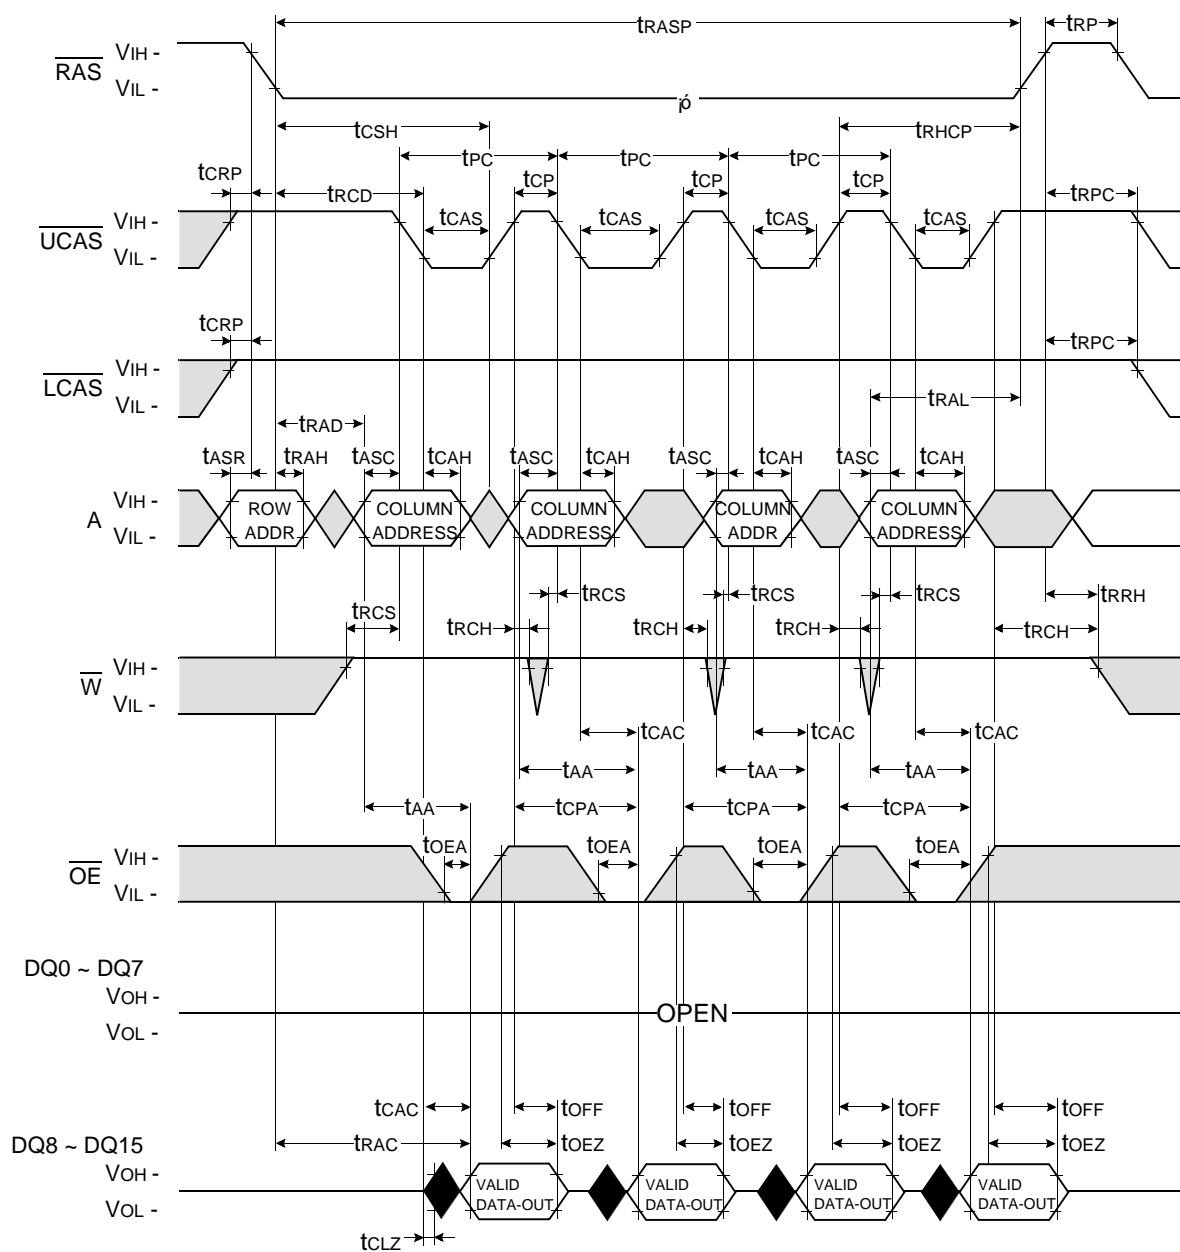 tRASP
tRP
RAS
VIH -
VIL -
¡ó
tCSH
tRHCP
tPC
tPC
tPC
tCRP
tRCD
tCP
tCP
tCP
tRPC
UCAS
VIH -
VIL -
tCAS
tCAS
tCAS
tCAS
tCRP
tRPC
LCAS
VIH -
VIL -
tRAL
tRAD
tASR
tRAH
tASC
tCAH
tASC
tCAH
tASC
tCAH
tASC
tCAH
A
VIH -
VIL -
ROW
ADDR
COLUMN
ADDRESS
COLUMN
ADDRESS
COLUMN
ADDR
COLUMN
ADDRESS
tRCS
tRCS
tRCS
tRCS
tRRH
tRCH
tRCH
tRCH
tRCH
W
VIH -
VIL -
tCAC
tCAC
tCAC
tAA
tAA
tAA
tAA
tCPA
tCPA
tCPA
tOEA
tOEA
tOEA
tOEA
OE
VIH -
VIL -
DQ0 ~ DQ7
VOH -
VOL -
OPEN
tCAC
tOFF
tOFF
tOFF
tOFF
DQ8 ~ DQ15
tRAC
tOEZ
tOEZ
tOEZ
tOEZ
VOH -
VOL -
VALID
DATA-OUT
VALID
DATA-OUT
VALID
DATA-OUT
VALID
DATA-OUT
tCLZ